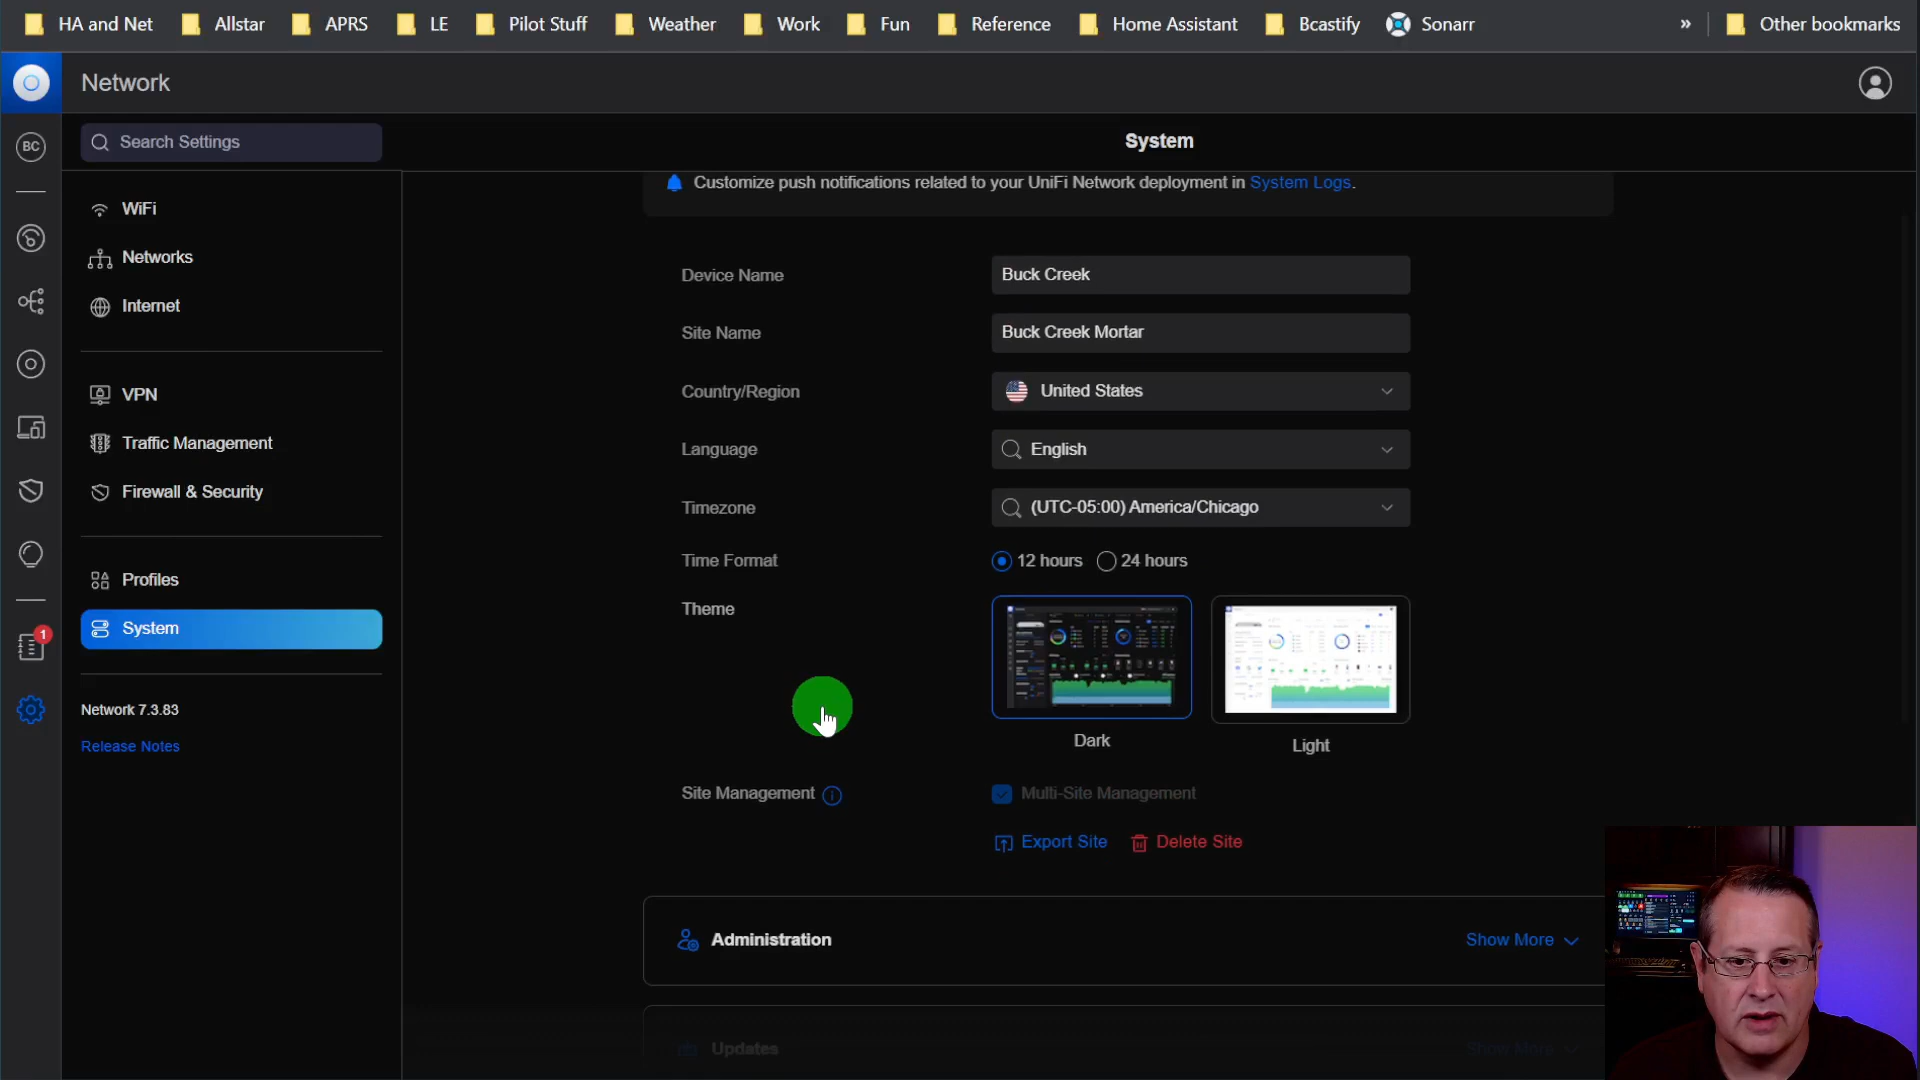 HA and Net Allstar APRS LE Pilot Stuff Weather Work Fun Reference Home Assistant Bcastify Sonarr » Other bookmarks
Network
BC
Search Settings
System
WiFi
Networks
Internet
VPN
Traffic Management
Firewall & Security
Profiles
System
1
Network 7.3.83
Release Notes
Customize push notifications related to your UniFi Network deployment in System Logs.
Device Name Buck Creek
Site Name Buck Creek Mortar
Country/Region United States
Language English
Timezone (UTC-05:00) America/Chicago
Time Format 12 hours 24 hours
Theme
Dark Light
Site Management Multi-Site Management
Export Site Delete Site
Administration Show More
Updates Show More